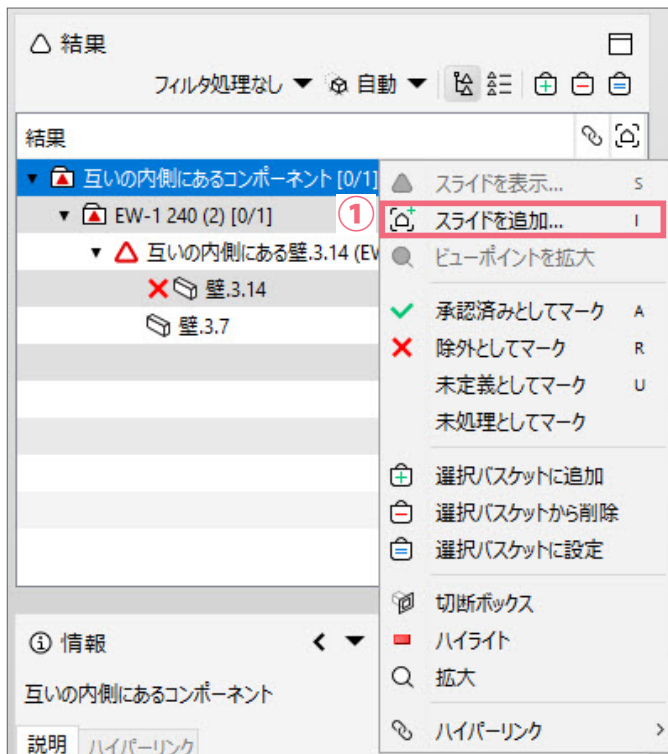 結果
フィルタ処理なし 自動
結果
互いの内側にあるコンポーネント [0/1]
EW-1 240 (2) [0/1]
互いの内側にある壁.3.14 (EW
壁.3.14
壁.3.7
①
スライドを表示... S
スライドを追加... I
ビューポイントを拡大
承認済みとしてマーク A
除外としてマーク R
未定義としてマーク U
未処理としてマーク
選択バスケットに追加
選択バスケットから削除
選択バスケットに設定
切断ボックス
ハイライト
拡大
ハイパーリンク
情報
互いの内側にあるコンポーネント
説明 ハイパーリンク